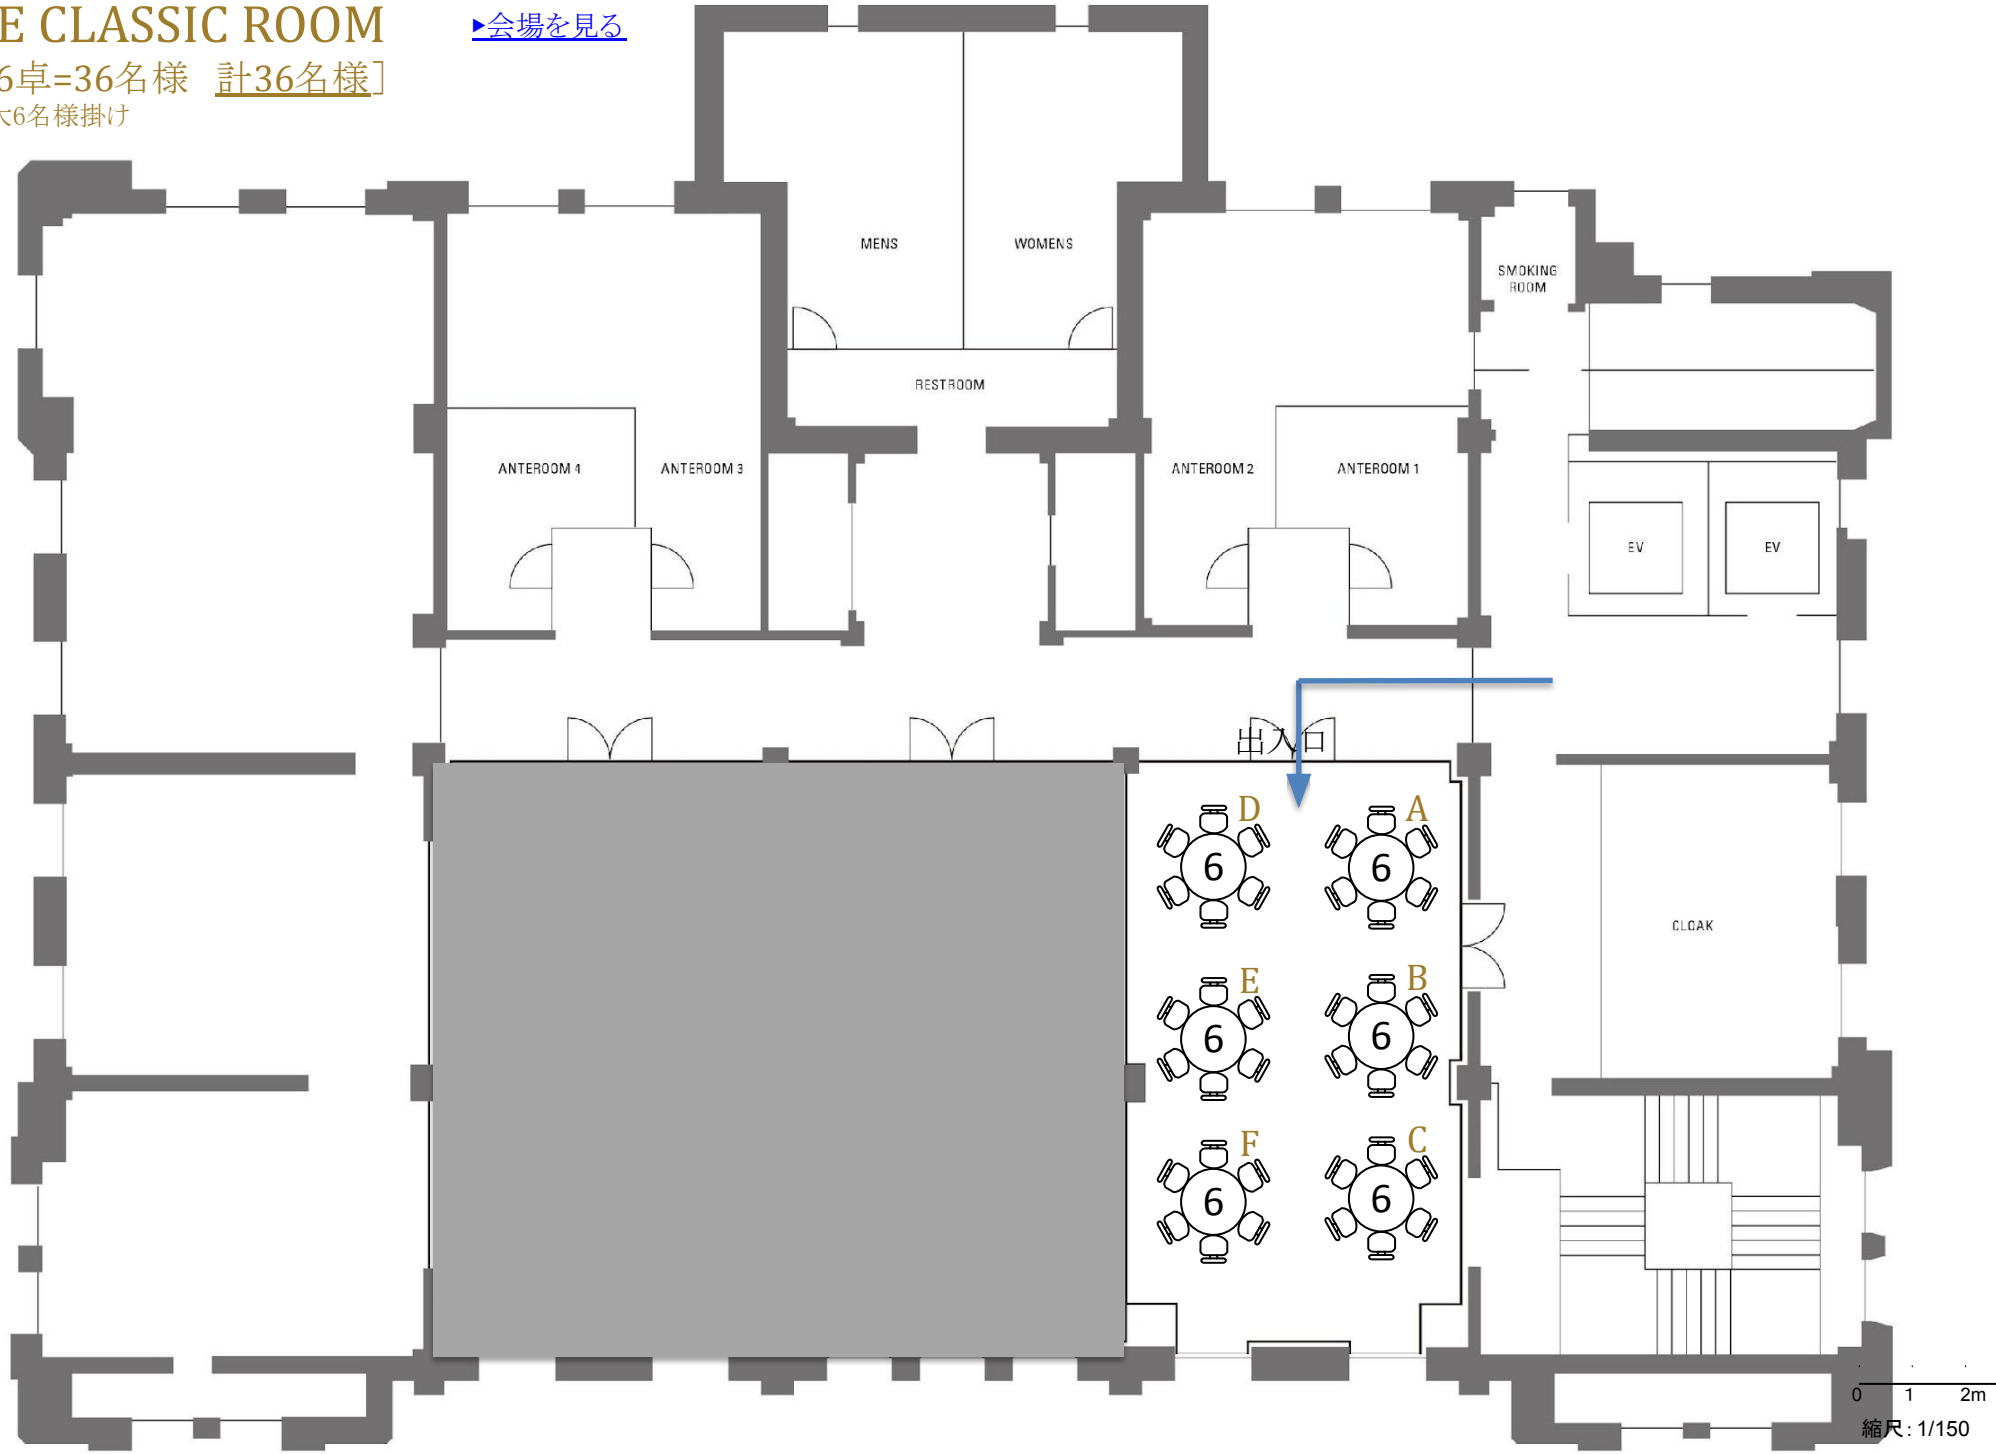 E CLASSIC ROOM
▶会場を見る
6卓=36名様 計36名様]
大6名様掛け
MENS
WOMENS
SMOKING
ROOM
RESTROOM
ANTEROOM 4
ANTEROOM 3
ANTEROOM 2
ANTEROOM 1
EV
EV
出入口
D
A
6
6
CLOAK
E
B
6
6
F
C
6
6
0 1 2m
縮尺: 1/150